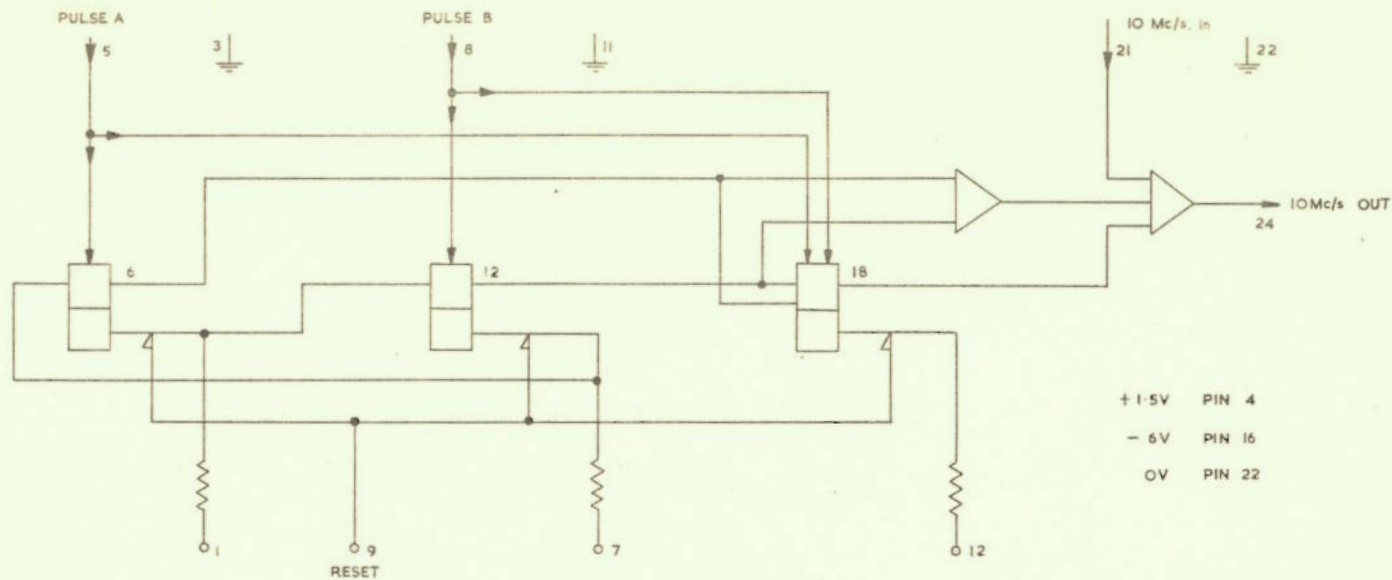 PULSE A
PULSE B
10 Mc/s. in
5
3
8
11
21
22
10Mc/s OUT
24
6
12
18
+1·5V PIN 4
- 6V PIN 16
0V PIN 22
1
9
7
12
RESET